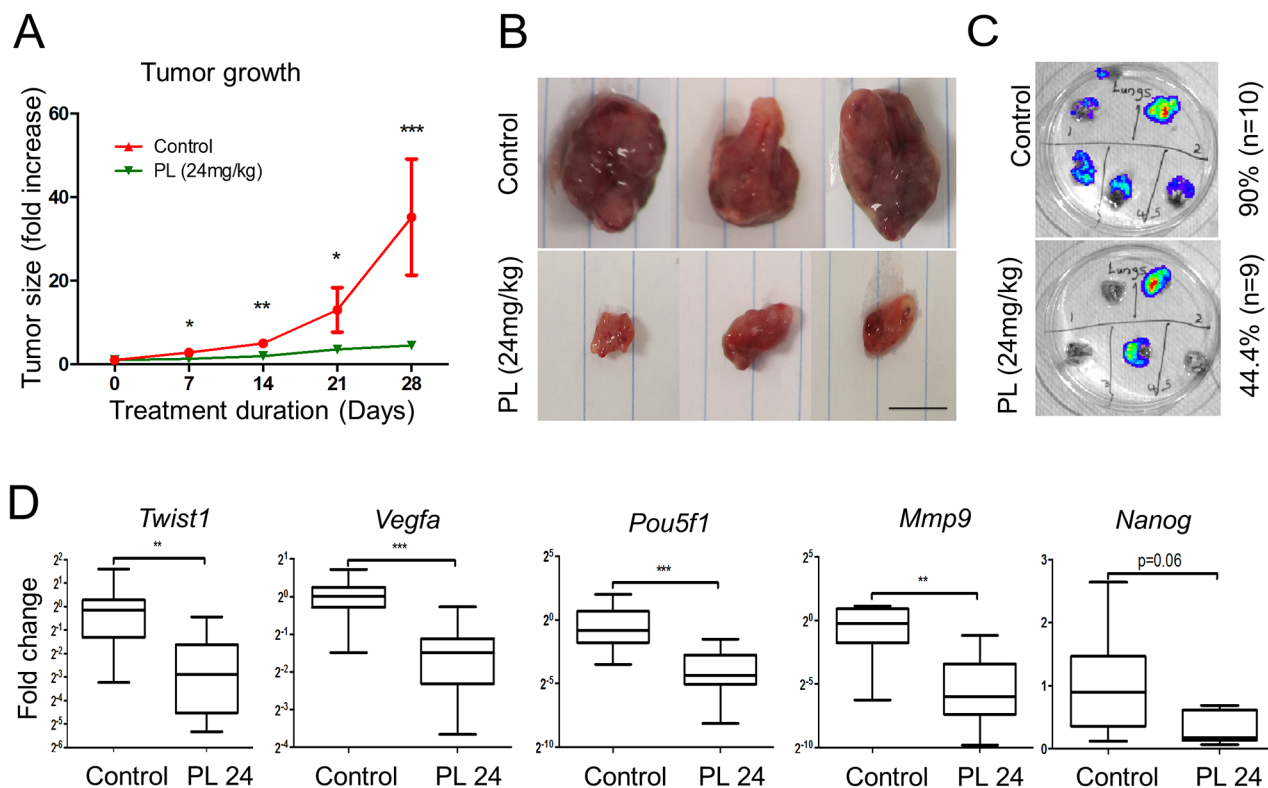 A
Tumor growth
Tumor size (fold increase)
60
40
20
0
Control
PL (24mg/kg)
*
**
*
***
0 7 14 21 28
Treatment duration (Days)
B
Control
PL (24mg/kg)
C
Control
Lungs
1
2
4
5
90% (n=10)
PL (24mg/kg)
Lungs
1
2
4
5
44.4% (n=9)
D
Fold change
Twist1
**
2^2
2^1
2^0
2^-1
2^-2
2^-3
2^-4
2^-5
2^-6
Control PL 24
Vegfa
***
2^1
2^0
2^-1
2^-2
2^-3
2^-4
Control PL 24
Pou5f1
***
2^5
2^0
2^-5
2^-10
Control PL 24
Mmp9
**
2^5
2^0
2^-5
2^-10
Control PL 24
Nanog
p=0.06
3
2
1
0
Control PL 24